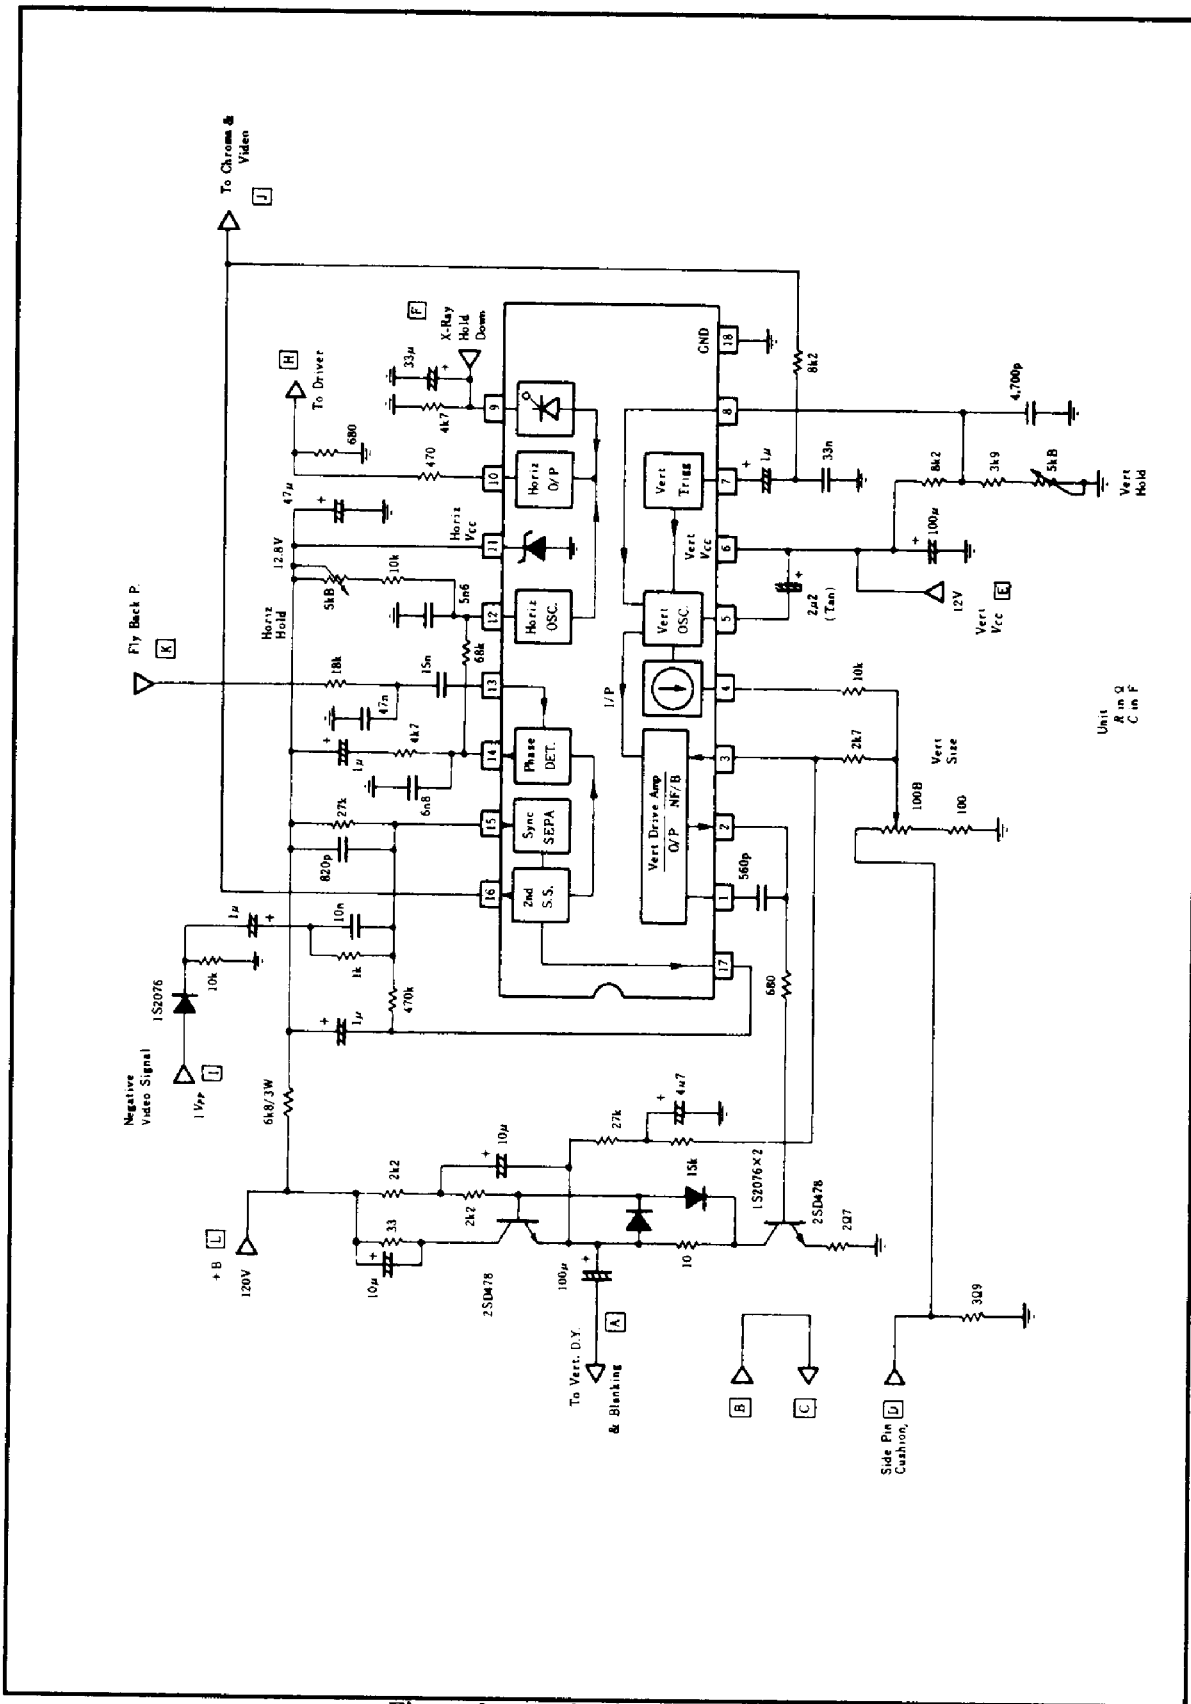 To Chroma &
Video
J
Fly Back P.
K
H
To Driver
F
X-Ray
Hold
Down
33μ
4k7
680
470
47μ
12.8V
Horiz
Hold
5kB
10k
5n6
68k
18k
47n
15n
1μ
4k7
6n8
27k
820p
1μ
10n
1k
470k
1μ
10k
1S2076
Negative
Video Signal
1VPP
I
6k8/3W
9
10
11
12
13
14
15
16
Horiz
VCC
Horiz
O/P
Horiz
OSC.
Phase
DET.
Sync
SEPA
2nd
S.S.
GND
Vert
Trigg
Vert
VCC
Vert
OSC.
I/P
Vert Drive Amp
O/P
NF/B
18
8
7
6
5
4
3
2
1
17
8k2
4,700p
1μ
33n
8k2
3k9
5kB
Vert
Hold
100μ
2μ2
(Tan)
12V
E
Vert
VCC
10k
2k7
Vert
Size
100B
100
560p
680
Unit
R in Ω
C in F
+B
L
120V
2k2
33
10μ
2k2
10μ
27k
4μ7
15k
1S2076×2
2SD478
2SD478
100μ
10
2Ω7
To Vert. D.Y.
& Blanking
A
B
C
Side Pin
Cushion,
D
3Ω9